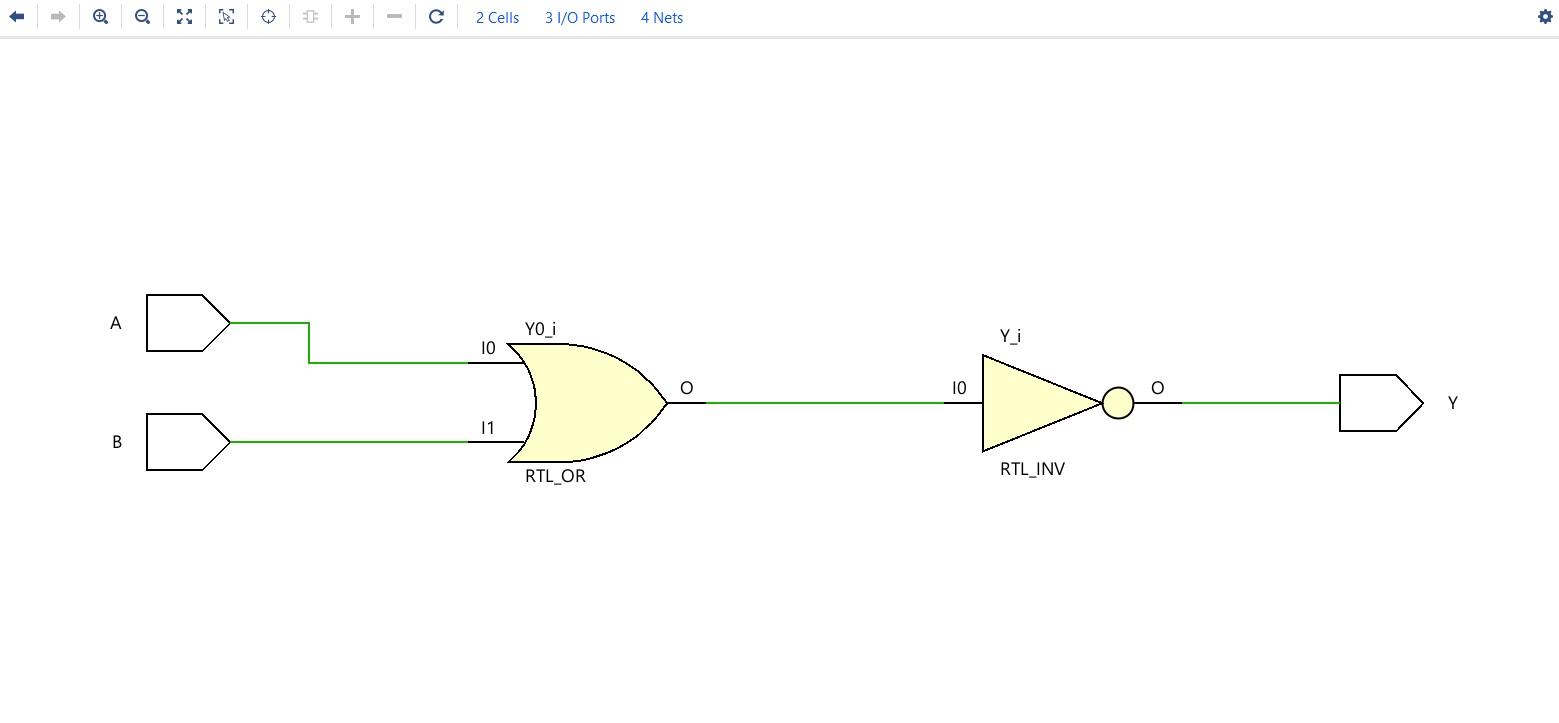 2 Cells 3 I/O Ports 4 Nets
A
B
I0
I1
Y0_i
RTL_OR
O
I0
Y_i
RTL_INV
O
Y